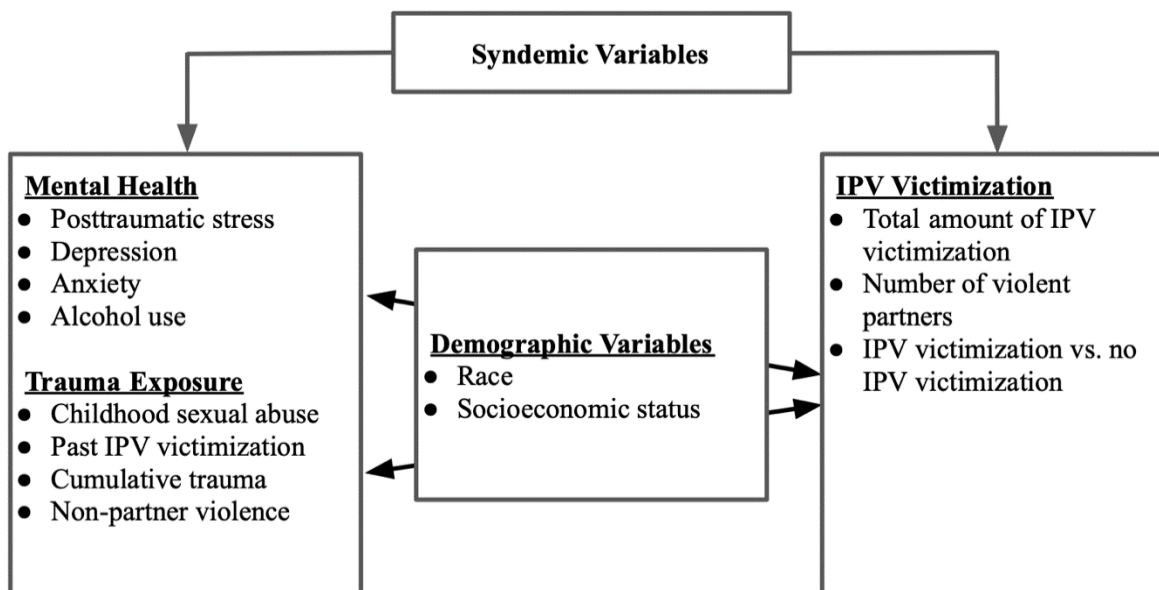 Syndemic Variables
Mental Health
● Posttraumatic stress
● Depression
● Anxiety
● Alcohol use
Trauma Exposure
● Childhood sexual abuse
● Past IPV victimization
● Cumulative trauma
● Non-partner violence
Demographic Variables
● Race
● Socioeconomic status
IPV Victimization
● Total amount of IPV
victimization
● Number of violent
partners
● IPV victimization vs. no
IPV victimization